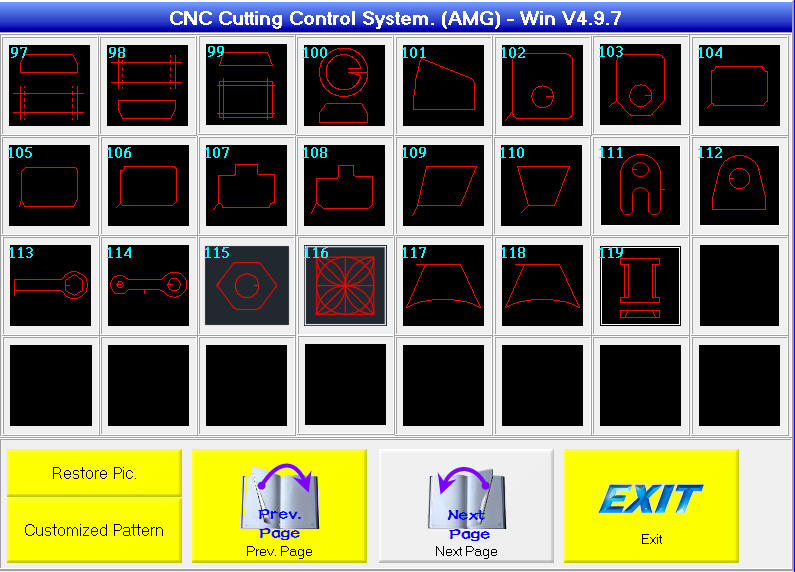 CNC Cutting Control System. (AMG) - Win V4.9.7
97 98 99 100 101 102 103 104
105 106 107 108 109 110 111 112
113 114 115 116 117 118 119
Restore Pic.
Customized Pattern
Prev.
Page
Prev. Page
Next
Page
Next Page
EXIT
Exit